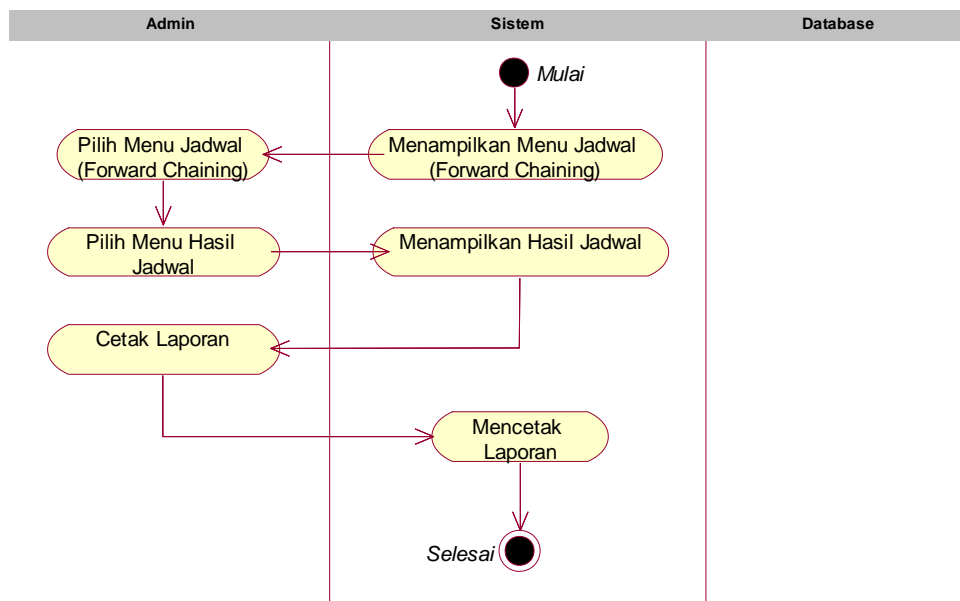 Admin
Sistem
Database
Mulai
Menampilkan Menu Jadwal
(Forward Chaining)
Pilih Menu Jadwal
(Forward Chaining)
Pilih Menu Hasil
Jadwal
Menampilkan Hasil Jadwal
Cetak Laporan
Mencetak
Laporan
Selesai